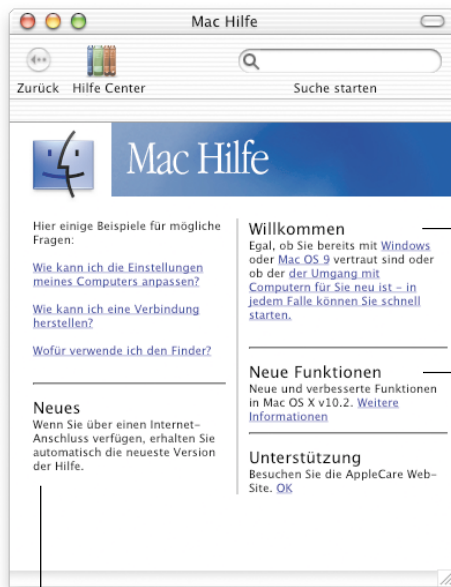 Mac Hilfe
Zurück
Hilfe Center
Suche starten
Mac Hilfe
Hier einige Beispiele für mögliche
Fragen:
Wie kann ich die Einstellungen
meines Computers anpassen?
Wie kann ich eine Verbindung
herstellen?
Wofür verwende ich den Finder?
Neues
Wenn Sie über einen Internet-
Anschluss verfügen, erhalten Sie
automatisch die neueste Version
der Hilfe.
Willkommen
Egal, ob Sie bereits mit Windows
oder Mac OS 9 vertraut sind oder
ob der der Umgang mit
Computern für Sie neu ist – in
jedem Falle können Sie schnell
starten.
Neue Funktionen
Neue und verbesserte Funktionen
in Mac OS X v10.2. Weitere
Informationen
Unterstützung
Besuchen Sie die AppleCare Web-
Site. OK